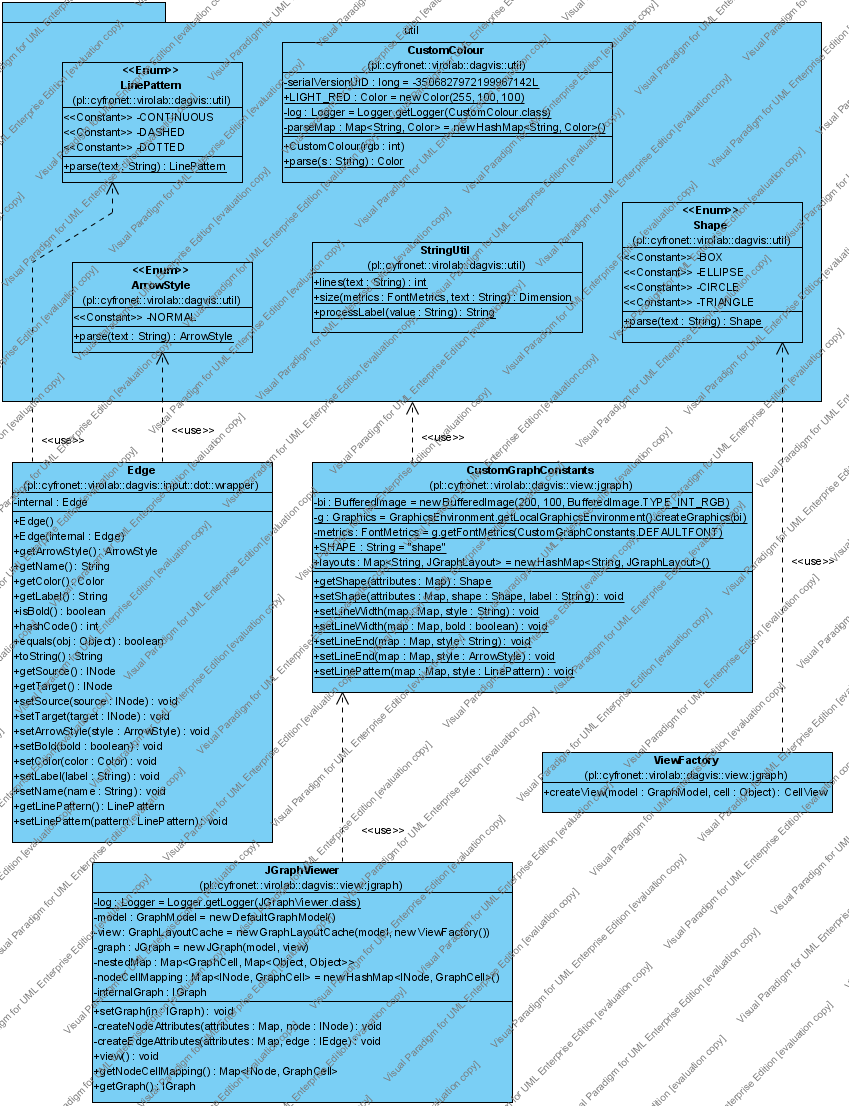 util
<<Enum>>
LinePattern
(pl::cyfronet::virolab::dagvis::util)
<<Constant>> -CONTINUOUS
<<Constant>> -DASHED
<<Constant>> -DOTTED
+parse(text : String) : LinePattern
CustomColour
(pl::cyfronet::virolab::dagvis::util)
-serialVersionUID : long = -3506827972199967142L
+LIGHT_RED : Color = new Color(255, 100, 100)
-log : Logger = Logger.getLogger(CustomColour.class)
-parseMap : Map<String, Color> = new HashMap<String, Color>()
+CustomColour(rgb : int)
+parse(s : String) : Color
<<Enum>>
Shape
(pl::cyfronet::virolab::dagvis::util)
<<Constant>> -BOX
<<Constant>> -ELLIPSE
<<Constant>> -CIRCLE
<<Constant>> -TRIANGLE
+parse(text : String) : Shape
StringUtil
(pl::cyfronet::virolab::dagvis::util)
+lines(text : String) : int
+size(metrics : FontMetrics, text : String) : Dimension
+processLabel(value : String) : String
<<Enum>>
ArrowStyle
(pl::cyfronet::virolab::dagvis::util)
<<Constant>> -NORMAL
+parse(text : String) : ArrowStyle
<<use>>
<<use>>
<<use>>
<<use>>
Edge
(pl::cyfronet::virolab::dagvis::input::dot::wrapper)
-internal : Edge
+Edge()
+Edge(internal : Edge)
+getArrowStyle() : ArrowStyle
+getName() : String
+getColor() : Color
+getLabel() : String
+isBold() : boolean
+hashCode() : int
+equals(obj : Object) : boolean
+toString() : String
+getSource() : INode
+getTarget() : INode
+setSource(source : INode) : void
+setTarget(target : INode) : void
+setArrowStyle(style : ArrowStyle) : void
+setBold(bold : boolean) : void
+setColor(color : Color) : void
+setLabel(label : String) : void
+setName(name : String) : void
+getLinePattern() : LinePattern
+setLinePattern(pattern : LinePattern) : void
CustomGraphConstants
(pl::cyfronet::virolab::dagvis::view::jgraph)
-bi : BufferedImage = new BufferedImage(200, 100, BufferedImage.TYPE_INT_RGB)
-g : Graphics = GraphicsEnvironment.getLocalGraphicsEnvironment().createGraphics(bi)
-metrics : FontMetrics = g.getFontMetrics(CustomGraphConstants.DEFAULTFONT)
+SHAPE : String = "shape"
+layouts : Map<String, JGraphLayout> = new HashMap<String, JGraphLayout>()
+getShape(attributes : Map) : Shape
+setShape(attributes : Map, shape : Shape, label : String) : void
+setLineWidth(map : Map, style : String) : void
+setLineWidth(map : Map, bold : boolean) : void
+setLineEnd(map : Map, style : String) : void
+setLineEnd(map : Map, style : ArrowStyle) : void
+setLinePattern(map : Map, style : LinePattern) : void
ViewFactory
(pl::cyfronet::virolab::dagvis::view::jgraph)
+createView(model : GraphModel, cell : Object) : CellView
<<use>>
JGraphViewer
(pl::cyfronet::virolab::dagvis::view::jgraph)
-log : Logger = Logger.getLogger(JGraphViewer.class)
-model : GraphModel = new DefaultGraphModel()
-view : GraphLayoutCache = new GraphLayoutCache(model, new ViewFactory())
-graph : JGraph = new JGraph(model, view)
-nestedMap : Map<GraphCell, Map<Object, Object>>
-nodeCellMapping : Map<INode, GraphCell> = new HashMap<INode, GraphCell>()
-internalGraph : IGraph
+setGraph(in : IGraph) : void
-createNodeAttributes(attributes : Map, node : INode) : void
-createEdgeAttributes(attributes : Map, edge : IEdge) : void
+view() : void
+getNodeCellMapping() : Map<INode, GraphCell>
+getGraph() : IGraph
Visual Paradigm for UML Enterprise Edition [evaluation copy]